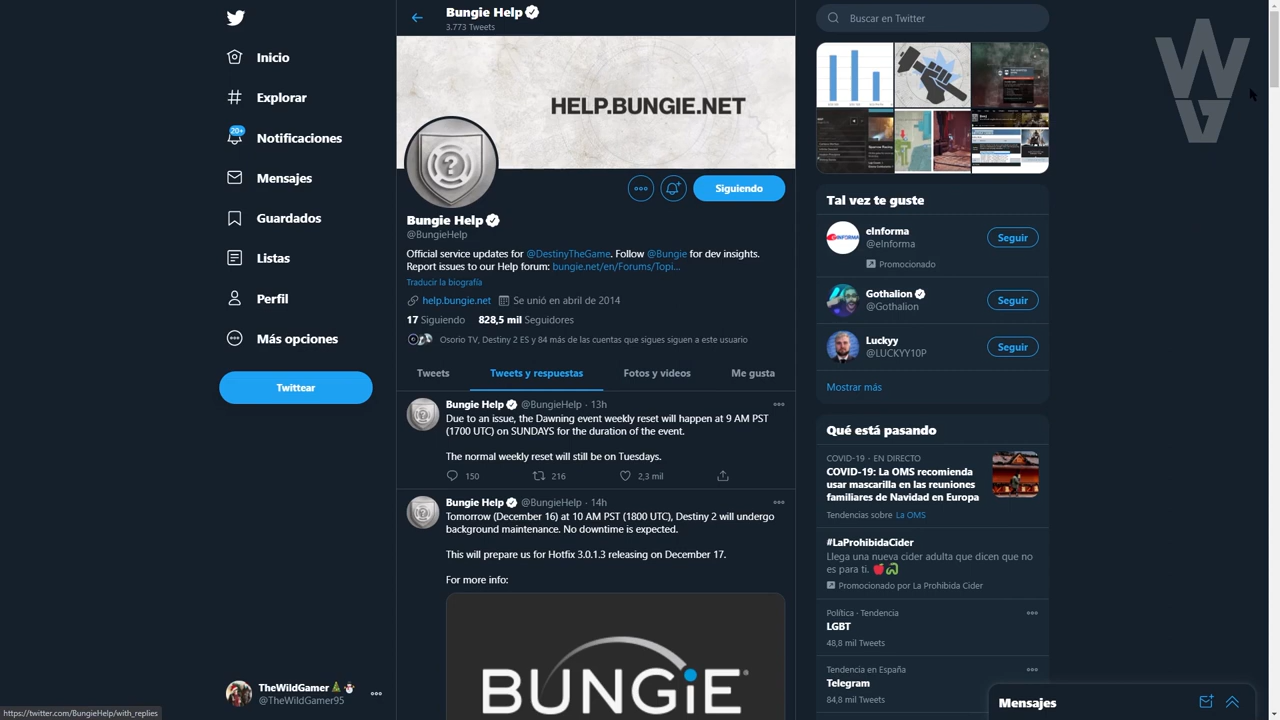 Inicio
Explorar
20+
Notificaciones
Mensajes
Guardados
Listas
Perfil
Más opciones
Twittear
TheWildGamer🎄⛄
@TheWildGamer95
https://twitter.com/BungieHelp/with_replies
Bungie Help
3.773 Tweets
HELP.BUNGIE.NET
Siguiendo
Bungie Help
@BungieHelp
Official service updates for @DestinyTheGame. Follow @Bungie for dev insights.
Report issues to our Help forum: bungie.net/en/Forums/Topi...
Traducir la biografía
help.bungie.net Se unió en abril de 2014
17 Siguiendo 828,5 mil Seguidores
Osorio TV, Destiny 2 ES y 84 más de las cuentas que sigues siguen a este usuario
Tweets Tweets y respuestas Fotos y videos Me gusta
Bungie Help @BungieHelp · 13h
Due to an issue, the Dawning event weekly reset will happen at 9 AM PST
(1700 UTC) on SUNDAYS for the duration of the event.
The normal weekly reset will still be on Tuesdays.
150 216 2,3 mil
Bungie Help @BungieHelp · 14h
Tomorrow (December 16) at 10 AM PST (1800 UTC), Destiny 2 will undergo
background maintenance. No downtime is expected.
This will prepare us for Hotfix 3.0.1.3 releasing on December 17.
For more info:
BUNGiE®
Buscar en Twitter
Tal vez te guste
eInforma
@eInforma
Promocionado
Seguir
Gothalion
@Gothalion
Seguir
Luckyy
@LUCKYY10P
Seguir
Mostrar más
Qué está pasando
COVID-19 · EN DIRECTO
COVID-19: La OMS recomienda
usar mascarilla en las reuniones
familiares de Navidad en Europa
Tendencias sobre La OMS
#LaProhibidaCider
Llega una nueva cider adulta que dicen que no
es para ti. 🍎🐍
Promocionado por La Prohibida Cider
Política · Tendencia
LGBT
48,8 mil Tweets
Tendencia en España
Telegram
84,8 mil Tweets
Mensajes
WG